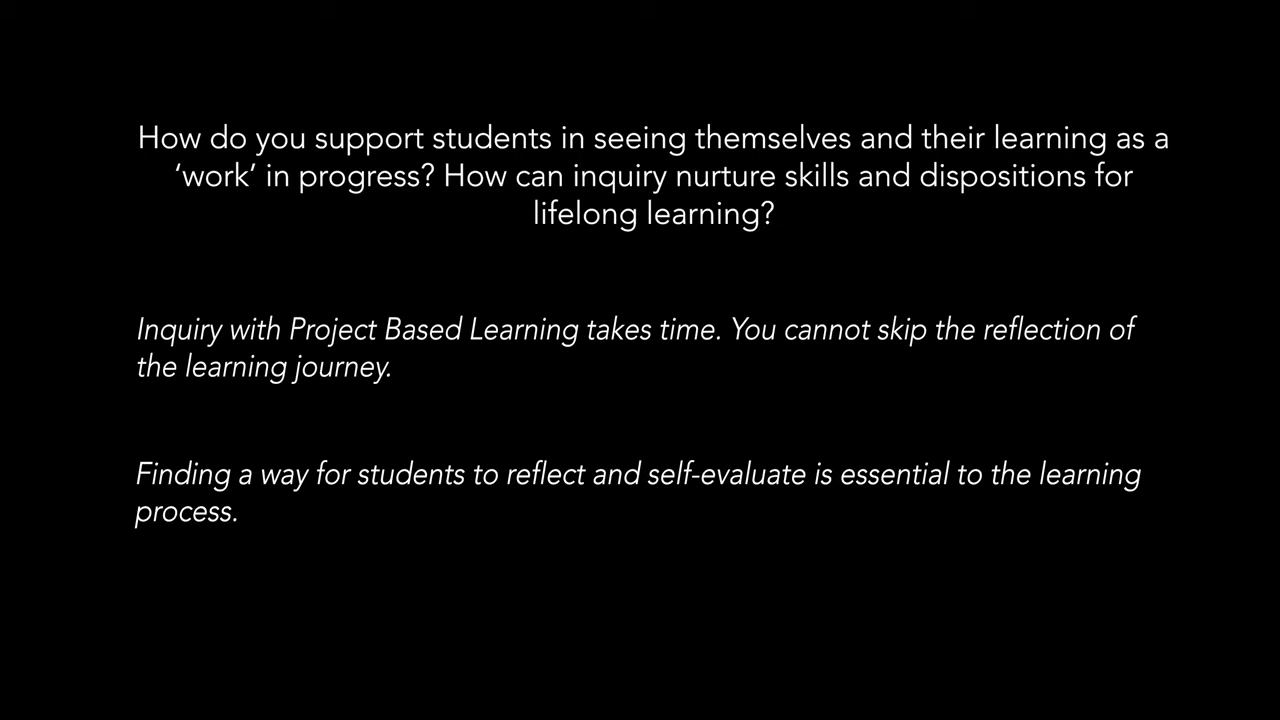 How do you support students in seeing themselves and their learning as a
‘work’ in progress? How can inquiry nurture skills and dispositions for
lifelong learning?
Inquiry with Project Based Learning takes time. You cannot skip the reflection of
the learning journey.
Finding a way for students to reflect and self-evaluate is essential to the learning
process.